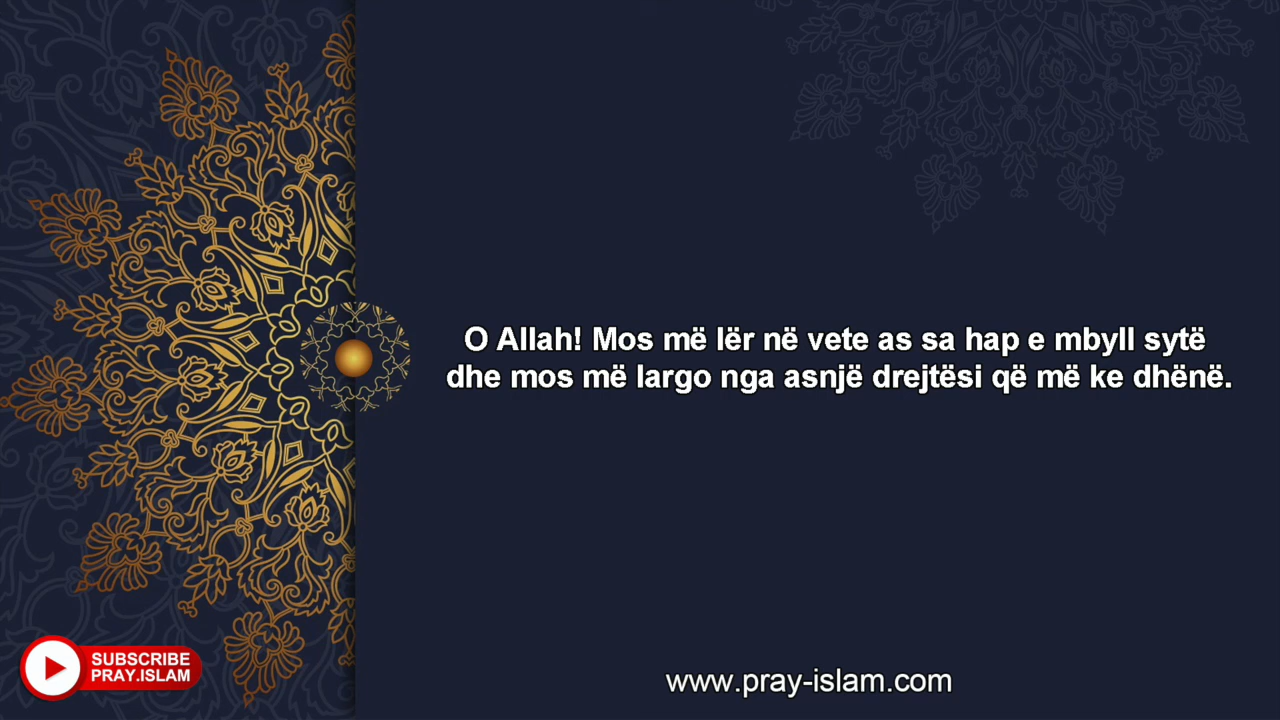 O Allah! Mos më lër në vete as sa hap e mbyll sytë
dhe mos më largo nga asnjë drejtësi që më ke dhënë.
SUBSCRIBE
PRAY.ISLAM
www.pray-islam.com